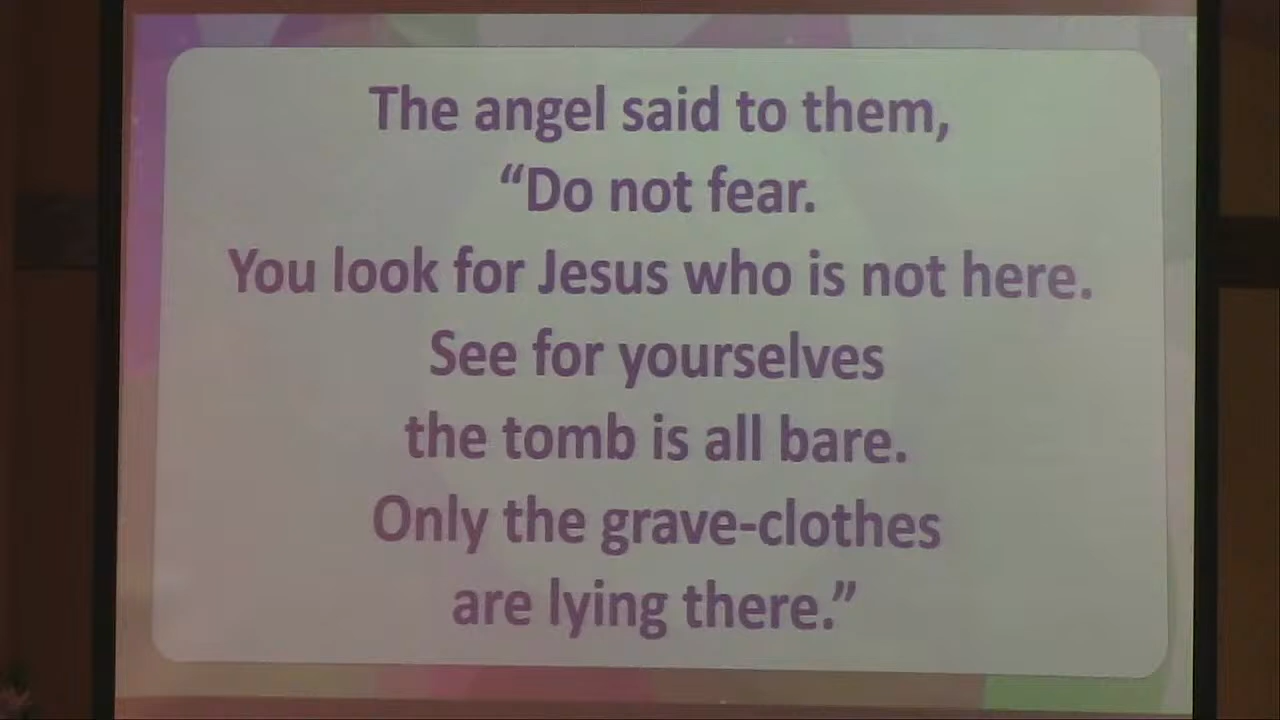 The angel said to them,
“Do not fear.
You look for Jesus who is not here.
See for yourselves
the tomb is all bare.
Only the grave-clothes
are lying there.”